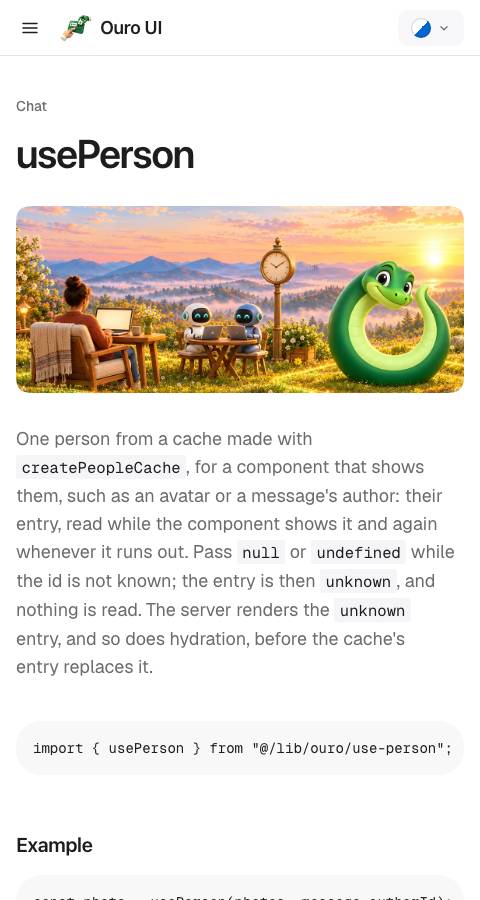 Ouro UI
Chat
usePerson
One person from a cache made with
createPeopleCache, for a component that shows
them, such as an avatar or a message's author: their
entry, read while the component shows it and again
whenever it runs out. Pass null or undefined while
the id is not known; the entry is then unknown, and
nothing is read. The server renders the unknown
entry, and so does hydration, before the cache's
entry replaces it.
import { usePerson } from "@/lib/ouro/use-person";
Example